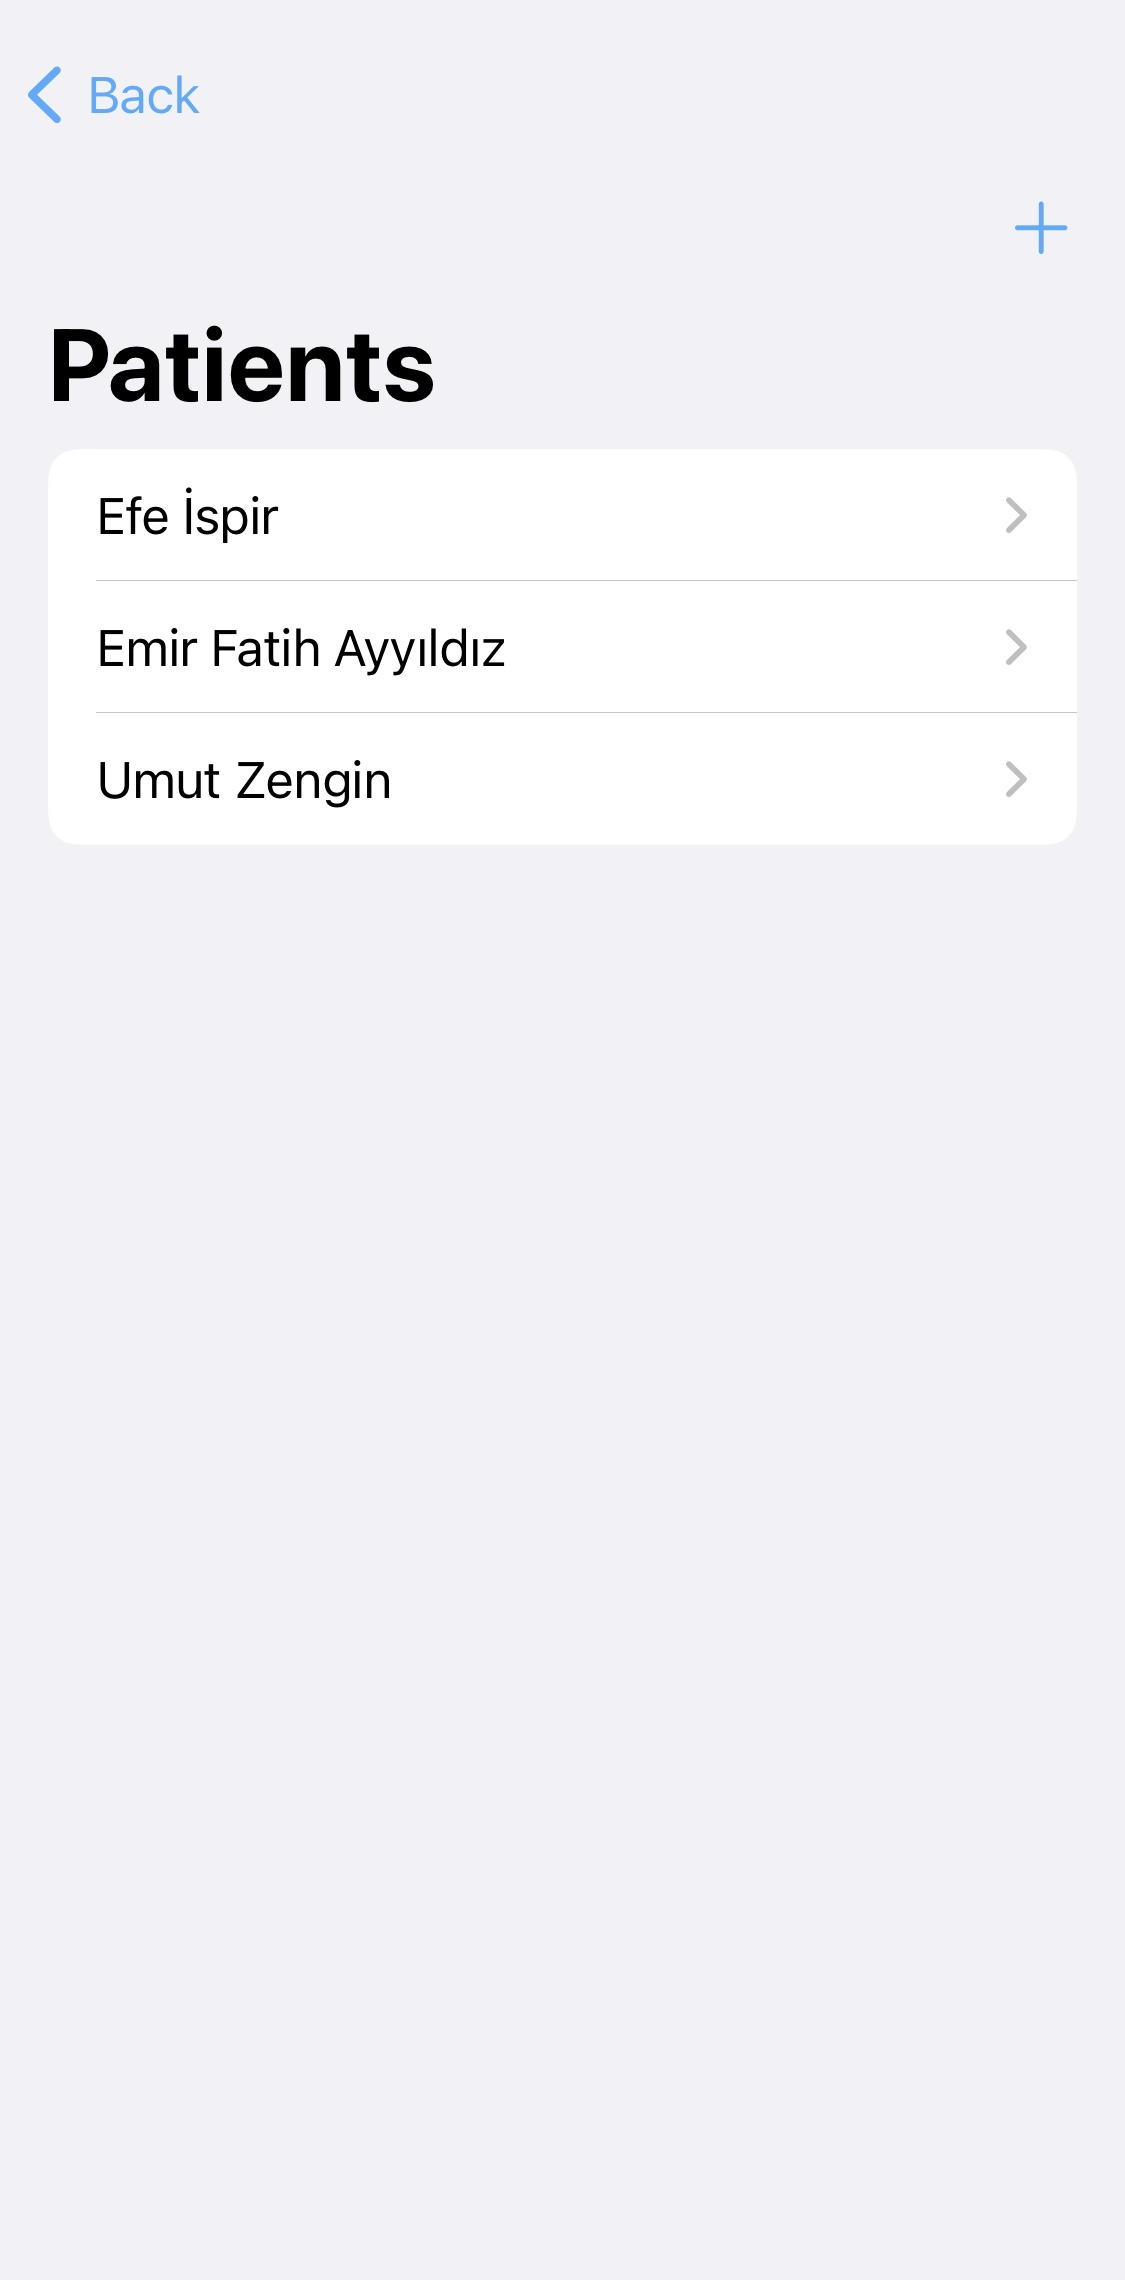 Back
Patients
Efe İspir
Emir Fatih Ayyıldız
Umut Zengin